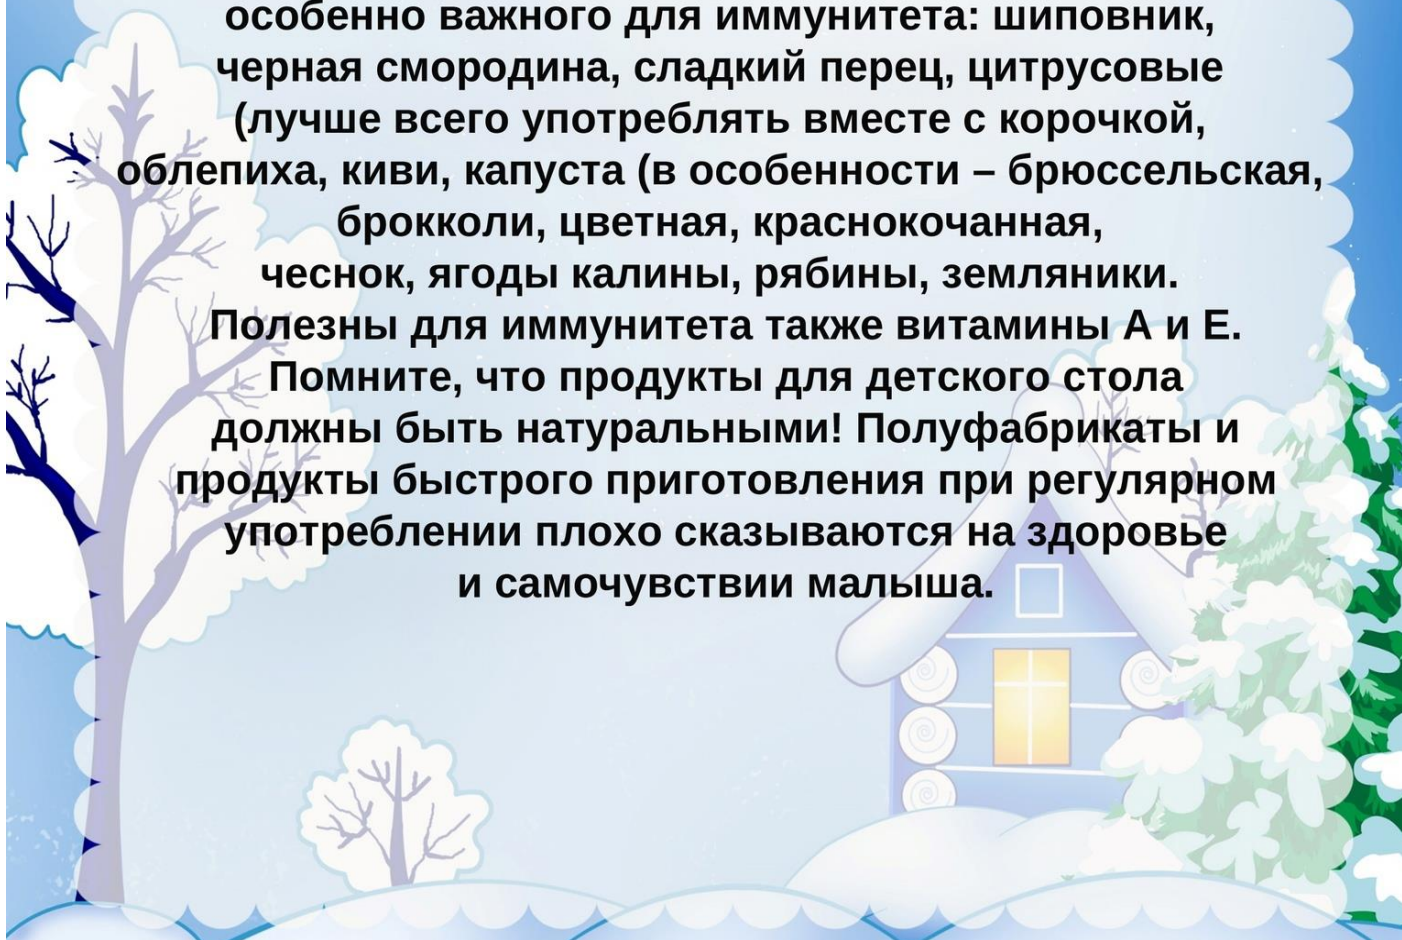 особенно важного для иммунитета: шиповник,
черная смородина, сладкий перец, цитрусовые
(лучше всего употреблять вместе с корочкой,
облепиха, киви, капуста (в особенности – брюссельская,
брокколи, цветная, краснокочанная,
чеснок, ягоды калины, рябины, земляники.
Полезны для иммунитета также витамины А и Е.
Помните, что продукты для детского стола
должны быть натуральными! Полуфабрикаты и
продукты быстрого приготовления при регулярном
употреблении плохо сказываются на здоровье
и самочувствии малыша.